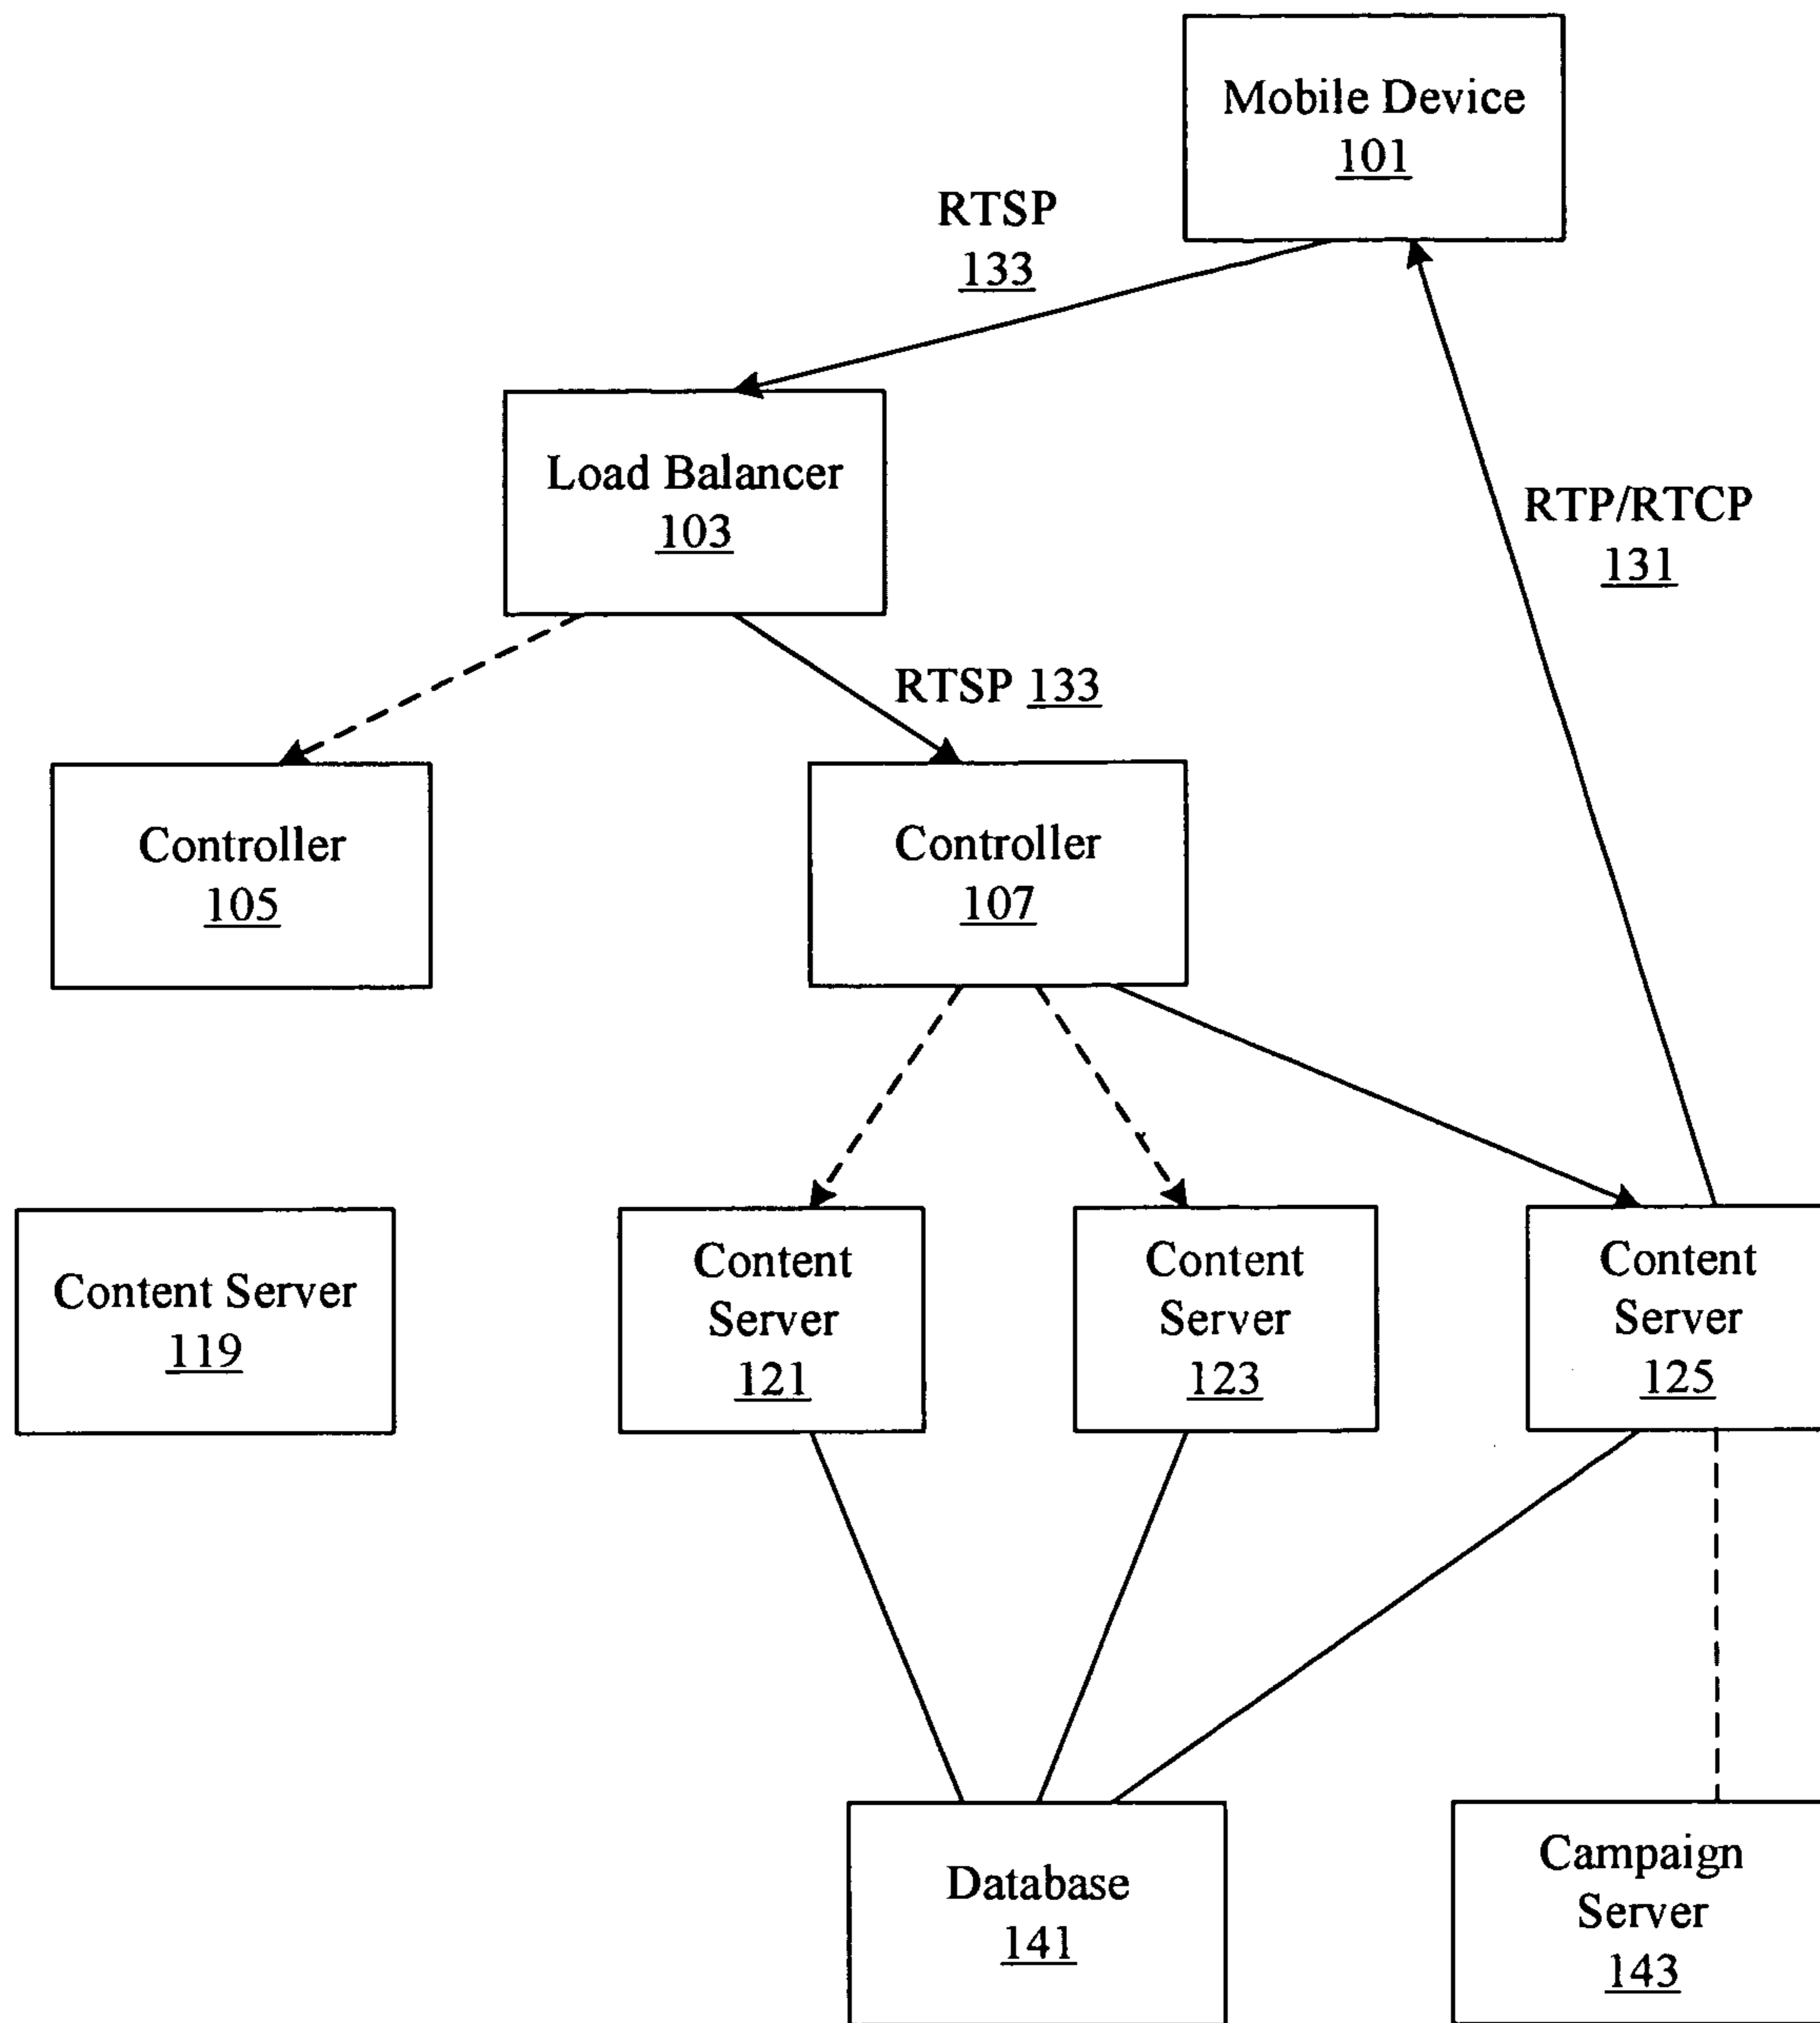 Mobile Device
101
RTSP
133
Load Balancer
103
RTP/RTCP
131
RTSP 133
Controller
105
Controller
107
Content Server
119
Content
Server
121
Content
Server
123
Content
Server
125
Database
141
Campaign
Server
143